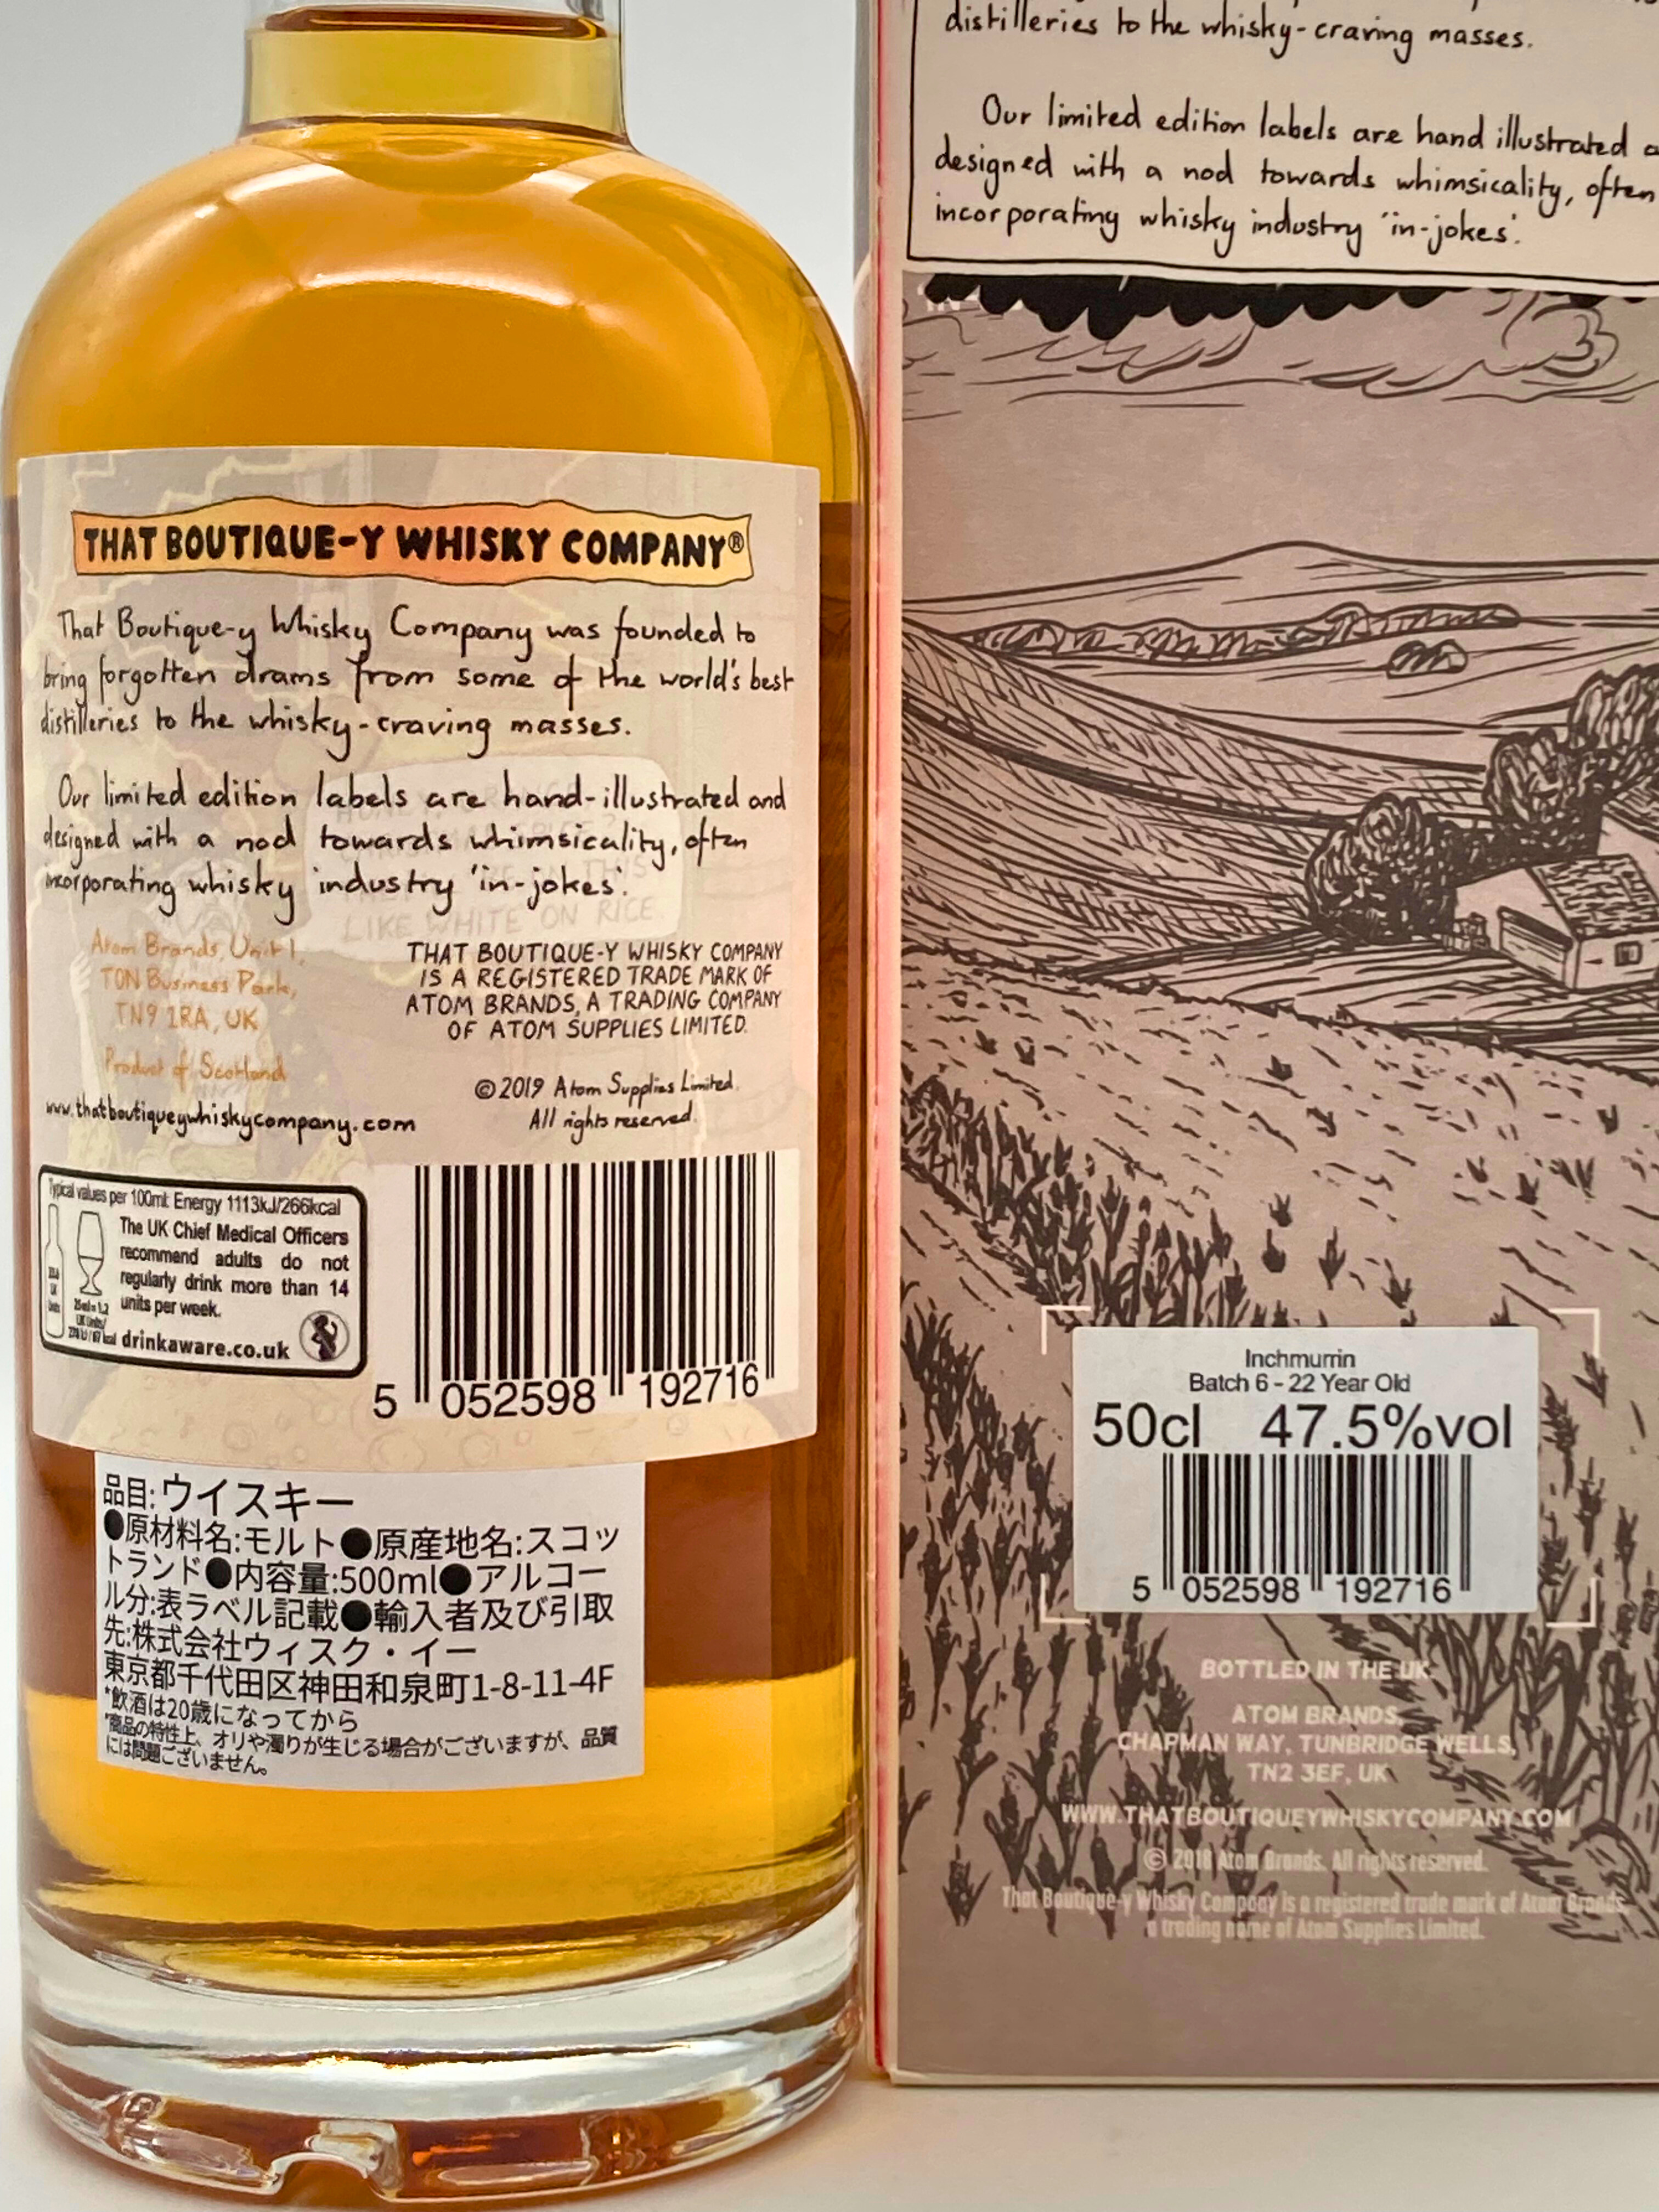 THAT BOUTIQUE-Y WHISKY COMPANY®
That Boutique-y Whisky Company was founded to
bring forgotten drams from some of the world's best
distilleries to the whisky-craving masses.
Our limited edition labels are hand-illustrated and
designed with a nod towards whimsicality, often
incorporating whisky industry 'in-jokes'.
LIKE WHITE ON RICE
Atom Brands, Unit 1,
TON Business Park,
TN9 1RA, UK
Product of Scotland
www.thatboutiqueywhiskycompany.com
THAT BOUTIQUE-Y WHISKY COMPANY
IS A REGISTERED TRADE MARK OF
ATOM BRANDS, A TRADING COMPANY
OF ATOM SUPPLIES LIMITED.
©2019 Atom Supplies Limited.
All rights reserved.
Typical values per 100ml: Energy 1113kJ/266kcal
The UK Chief Medical Officers
recommend adults do not
regularly drink more than 14
units per week.
25ml=1.2
UK Units/
drinkaware.co.uk
5 052598 192716
品目:ウイスキー
●原材料名:モルト●原産地名:スコッ
トランド●内容量:500ml●アルコー
ル分:表ラベル記載●輸入者及び引取
先:株式会社ウィスク・イー
東京都千代田区神田和泉町1-8-11-4F
*飲酒は20歳になってから
*商品の特性上、オリや濁りが生じる場合がございますが、品質
には問題ございません。
distilleries to the whisky-craving masses.
Our limited edition labels are hand illustrated
designed with a nod towards whimsicality, often
incorporating whisky industry 'in-jokes'.
Inchmurrin
Batch 6 - 22 Year Old
50cl 47.5%vol
5 052598 192716
BOTTLED IN THE UK
ATOM BRANDS,
CHAPMAN WAY, TUNBRIDGE WELLS,
TN2 3EF, UK
WWW.THATBOUTIQUEYWHISKYCOMPANY.COM
© 2018 Atom Brands. All rights reserved.
That Boutique-y Whisky Company is a registered trade mark of Atom Brands,
a trading name of Atom Supplies Limited.